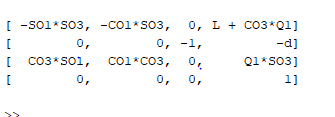 [ -SO1*SO3, -CO1*SO3, 0, L + CO3*Q1]
[ 0, 0, -1, -d]
[ CO3*SO1, CO1*CO3, 0, Q1*SO3]
[ 0, 0, 0, 1]
>>